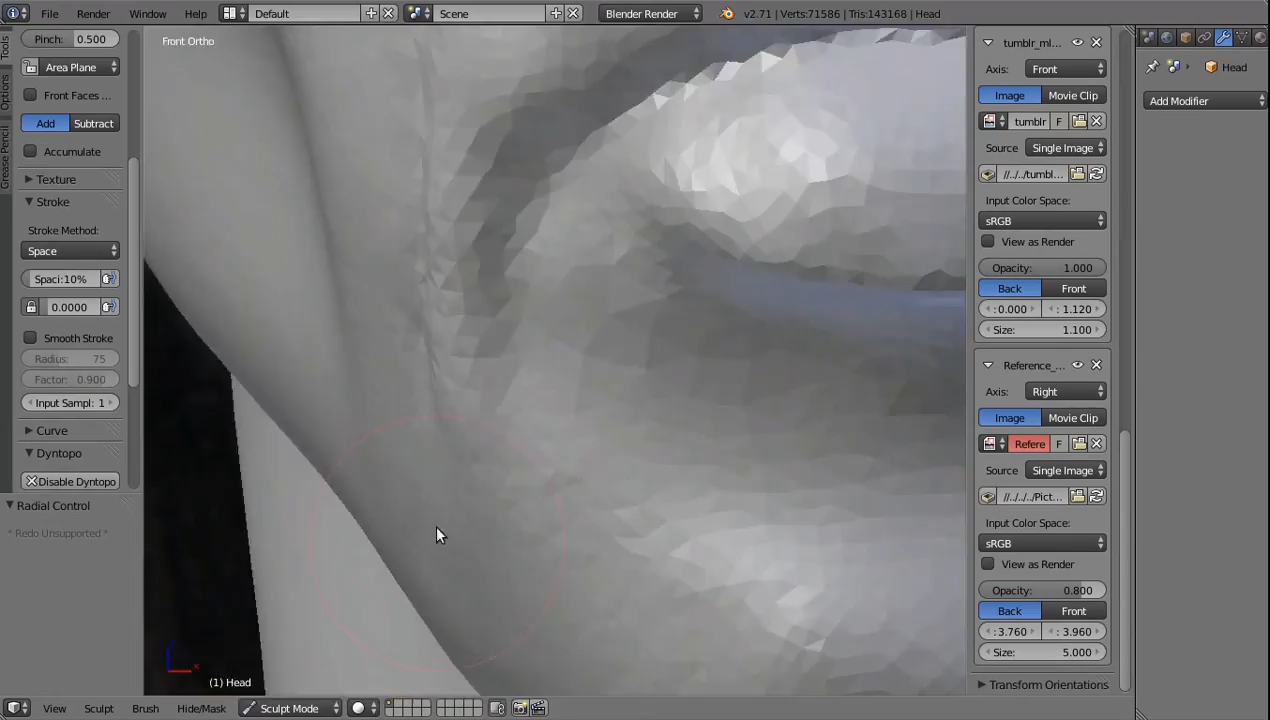 File Render Window Help Default Scene Blender Render v2.71 | Verts:71586 | Tris:143168 | Head
Tools
Options
Grease Pencil
Pinch: 0.500
Area Plane
Front Faces ...
Add Subtract
Accumulate
Texture
Stroke
Stroke Method:
Space
Spaci:10%
0.0000
Smooth Stroke
Radius: 75
Factor: 0.900
Input Sampl: 1
Curve
Dyntopo
Disable Dyntopo
Radial Control
* Redo Unsupported *
Front Ortho
(1) Head
tumblr_ml...
Axis: Front
Image Movie Clip
tumblr F
Source Single Image
//../../tumbl...
Input Color Space:
sRGB
View as Render
Opacity: 1.000
Back Front
:0.000 : 1.120
Size: 1.100
Reference_...
Axis: Right
Image Movie Clip
Refere F
Source Single Image
//../../../Pict...
Input Color Space:
sRGB
View as Render
Opacity: 0.800
Back Front
:3.760 : 3.960
Size: 5.000
Transform Orientations
Head
Add Modifier
View Sculpt Brush Hide/Mask Sculpt Mode